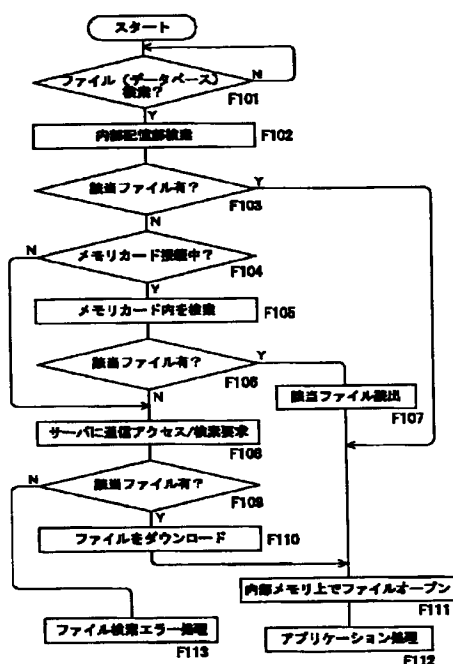 スタート
N
ファイル（データベース）
検索？
F101
Y
内部記憶部検索
F102
該当ファイル有？
Y
F103
N
N
メモリカード接続中？
F104
Y
メモリカード内を検索
F105
該当ファイル有？
Y
F106
N
該当ファイル読出
F107
サーバに通信アクセス/検索要求
F108
N
該当ファイル有？
F109
Y
ファイルをダウンロード
F110
内部メモリ上でファイルオープン
F111
ファイル検索エラー処理
F113
アプリケーション処理
F112